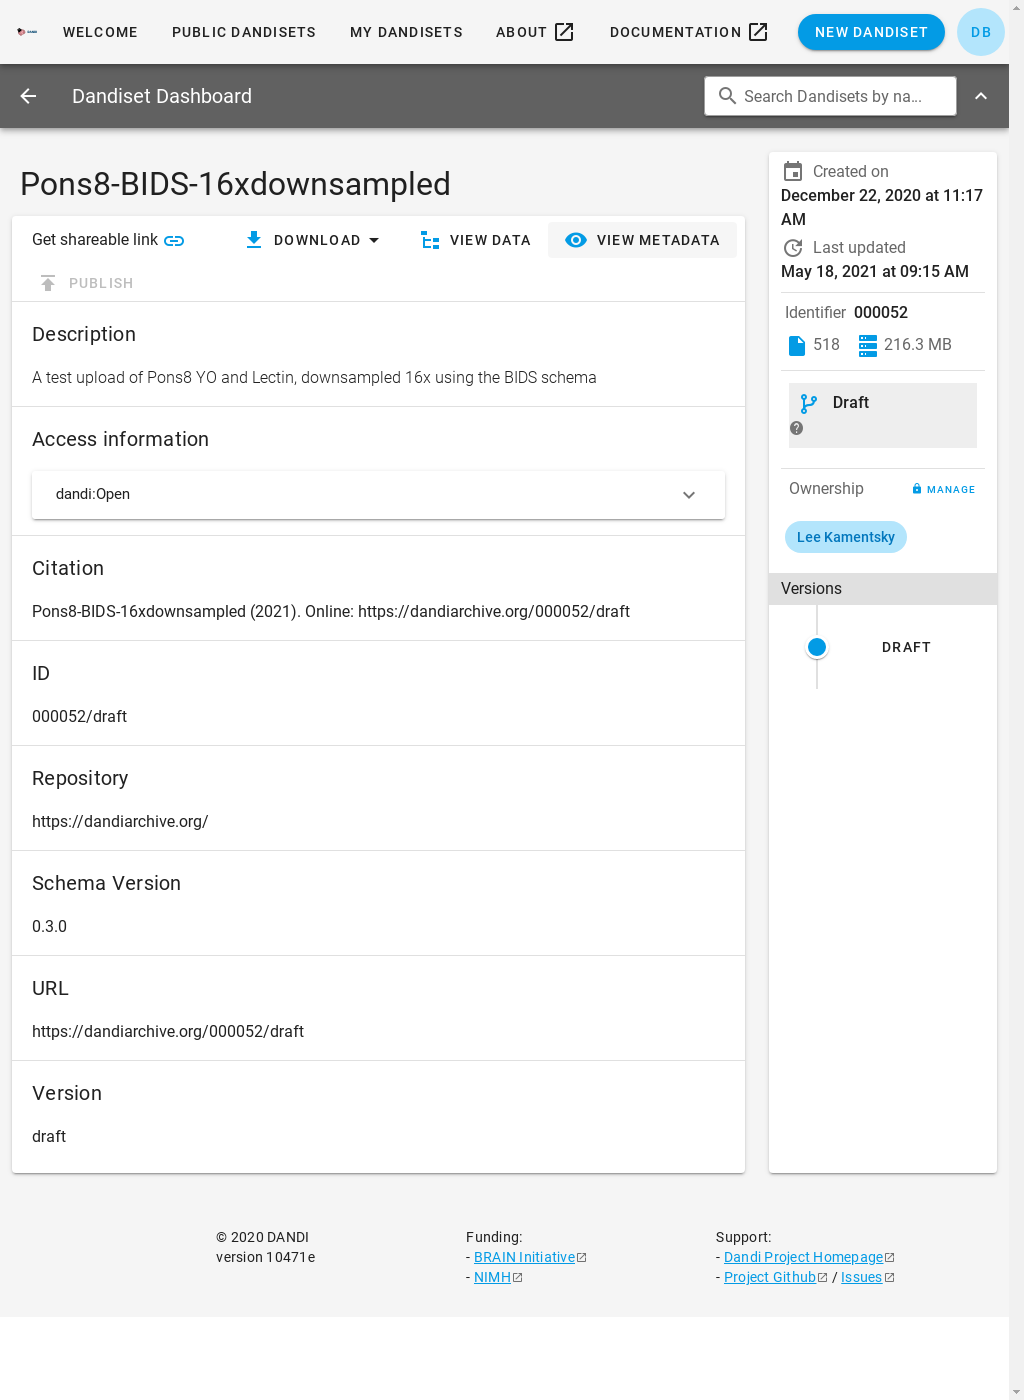 DANDI
WELCOME
PUBLIC DANDISETS
MY DANDISETS
ABOUT
DOCUMENTATION
NEW DANDISET
DB
Dandiset Dashboard
Search Dandisets by na...
Pons8-BIDS-16xdownsampled
Get shareable link
DOWNLOAD
VIEW DATA
VIEW METADATA
PUBLISH
Description
A test upload of Pons8 YO and Lectin, downsampled 16x using the BIDS schema
Access information
dandi:Open
Citation
Pons8-BIDS-16xdownsampled (2021). Online: https://dandiarchive.org/000052/draft
ID
000052/draft
Repository
https://dandiarchive.org/
Schema Version
0.3.0
URL
https://dandiarchive.org/000052/draft
Version
draft
Created on
December 22, 2020 at 11:17
AM
Last updated
May 18, 2021 at 09:15 AM
Identifier 000052
518 216.3 MB
Draft
Ownership
MANAGE
Lee Kamentsky
Versions
DRAFT
© 2020 DANDI
version 10471e
Funding:
- BRAIN Initiative
- NIMH
Support:
- Dandi Project Homepage
- Project Github / Issues